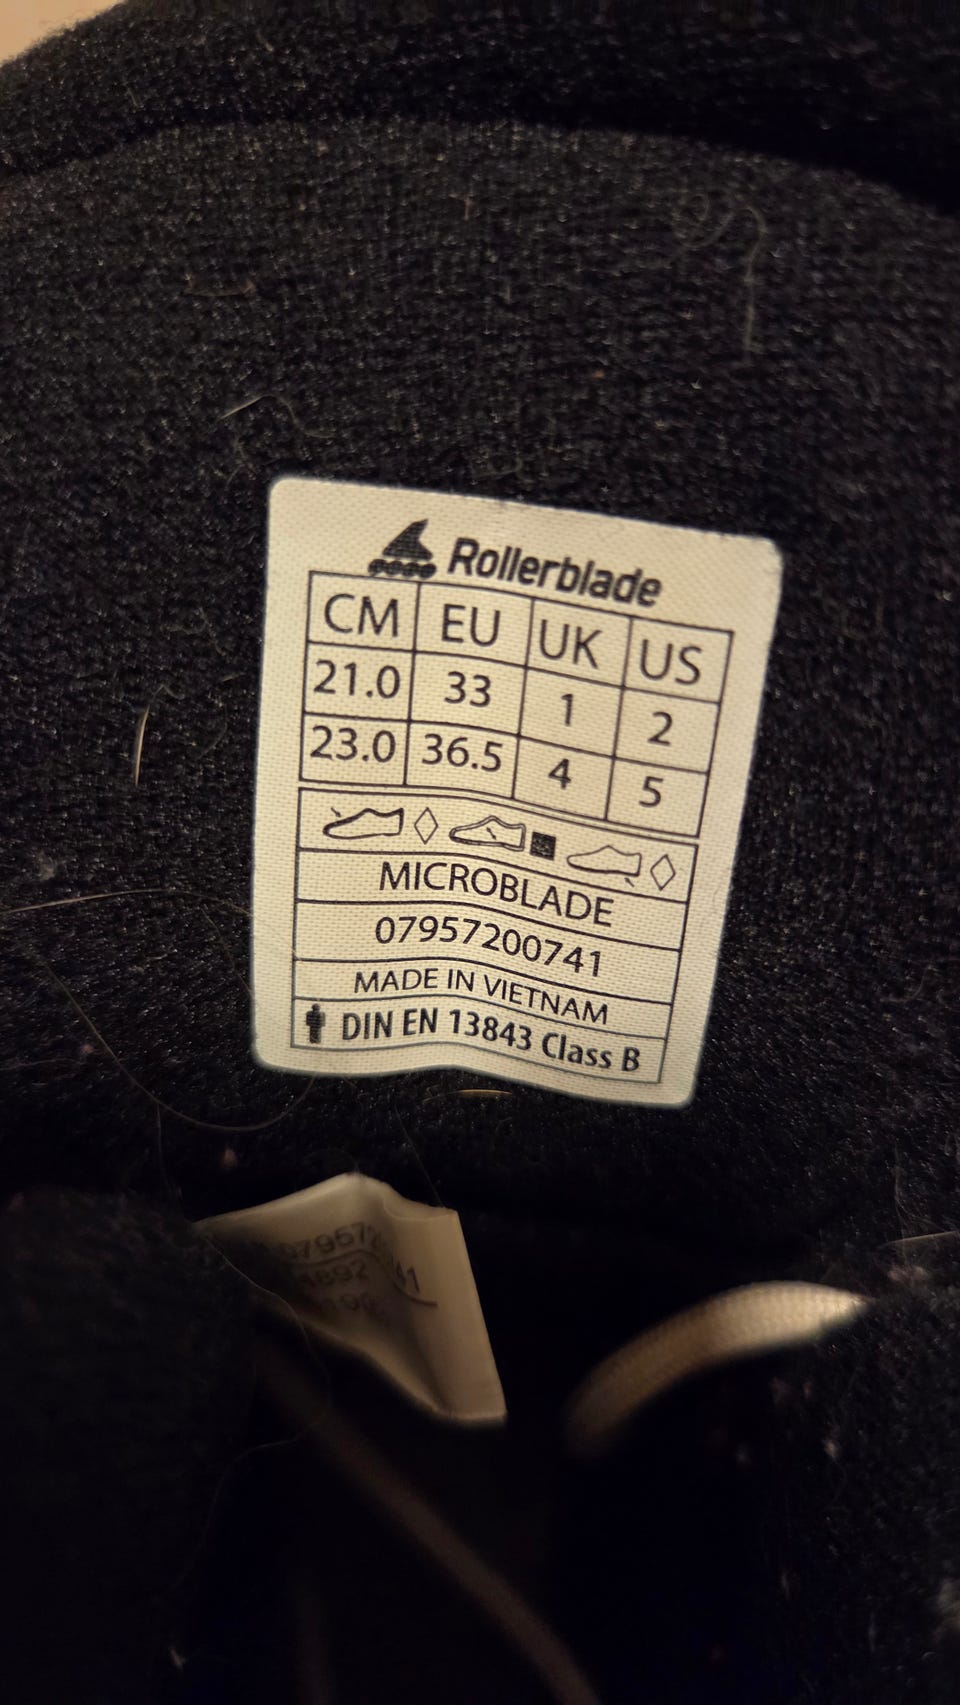 Rollerblade
CM EU UK US
21.0 33 1 2
23.0 36.5 4 5
MICROBLADE
07957200741
MADE IN VIETNAM
DIN EN 13843 Class B